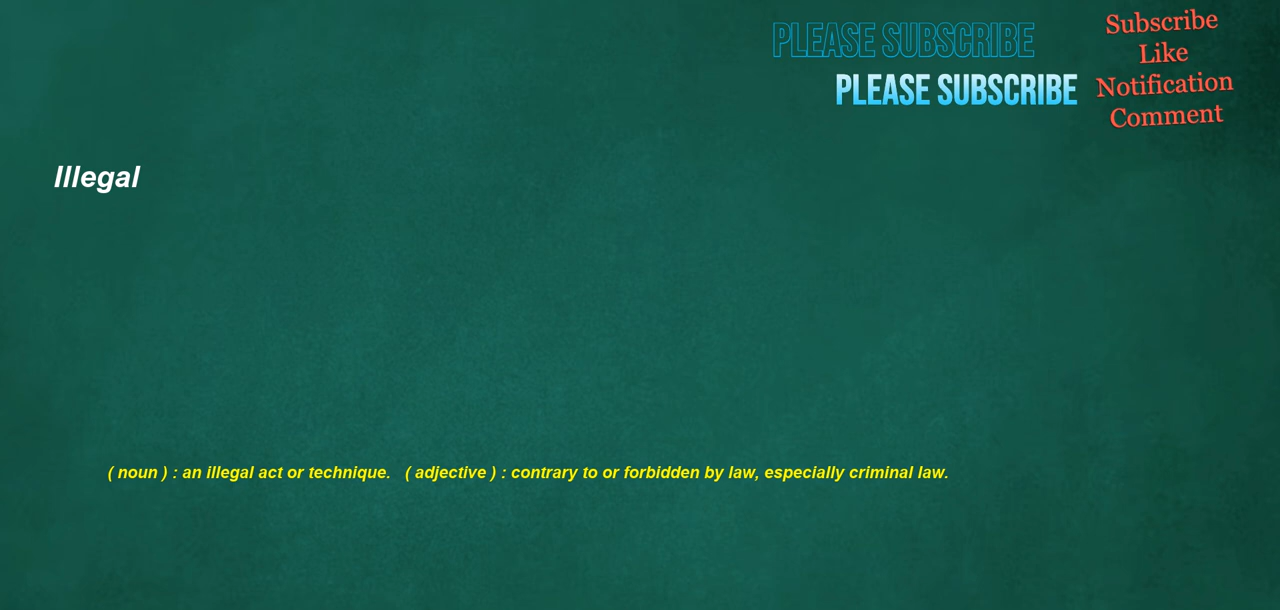 PLEASE SUBSCRIBE
PLEASE SUBSCRIBE
Subscribe
Like
Notification
Comment
Illegal
( noun ) : an illegal act or technique.   ( adjective ) : contrary to or forbidden by law, especially criminal law.